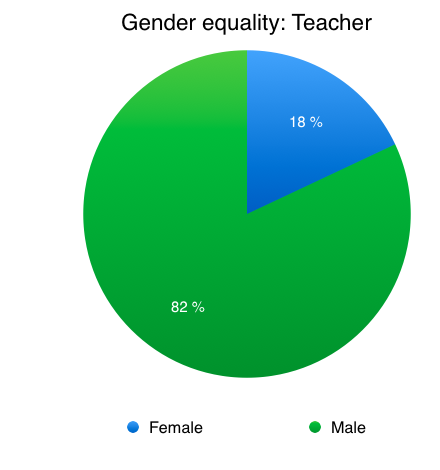 Gender equality: Teacher
18 %
82 %
Female
Male